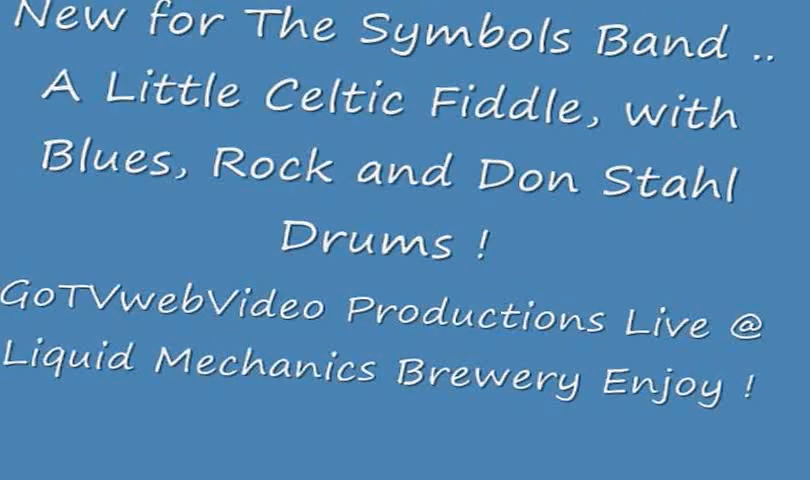 New for The Symbols Band ..
A Little Celtic Fiddle, with
Blues, Rock and Don Stahl
Drums !
GoTVwebVideo Productions Live @
Liquid Mechanics Brewery Enjoy !